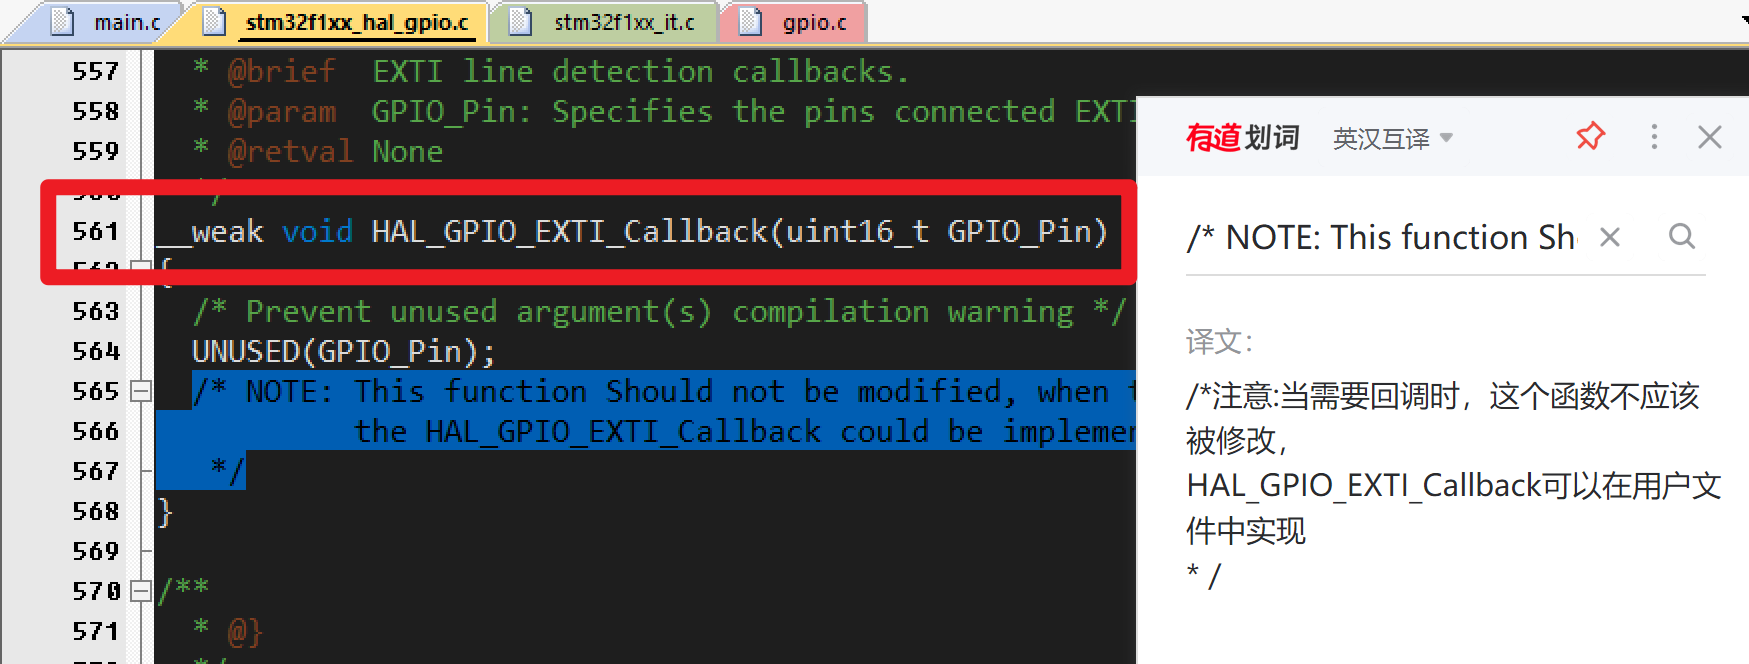 main.c
stm32f1xx_hal_gpio.c
stm32f1xx_it.c
gpio.c
557 * @brief EXTI line detection callbacks.
558 * @param GPIO_Pin: Specifies the pins connected EXTI
559 * @retval None
560 */
561 __weak void HAL_GPIO_EXTI_Callback(uint16_t GPIO_Pin)
562 {
563 /* Prevent unused argument(s) compilation warning */
564 UNUSED(GPIO_Pin);
565 /* NOTE: This function Should not be modified, when
566 the HAL_GPIO_EXTI_Callback could be
567 */
568 }
569
570 /**
571 * @}
有道划词 英汉互译
/* NOTE: This function Sh
译文:
/*注意:当需要回调时，这个函数不应该
被修改，
HAL_GPIO_EXTI_Callback可以在用户文
件中实现
* /